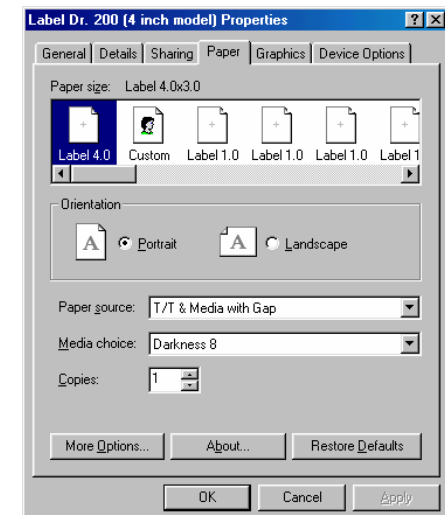 Label Dr. 200 (4 inch model) Properties
General Details Sharing Paper Graphics Device Options
Paper size: Label 4.0x3.0
Label 4.0 Custom Label 1.0 Label 1.0 Label 1.0 Label 1
Orientation
A Portrait A Landscape
Paper source: T/T & Media with Gap
Media choice: Darkness 8
Copies: 1
More Options... About... Restore Defaults
OK Cancel Apply